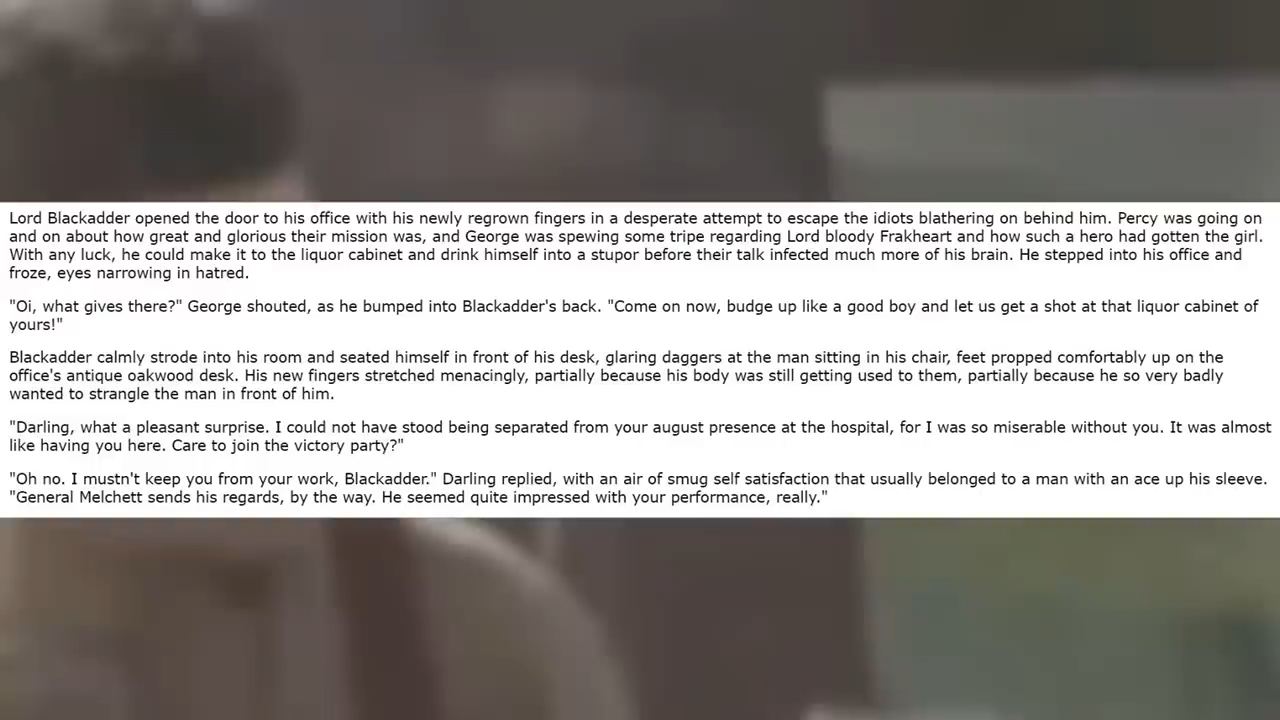 Lord Blackadder opened the door to his office with his newly regrown fingers in a desperate attempt to escape the idiots blathering on behind him. Percy was going on
and on about how great and glorious their mission was, and George was spewing some tripe regarding Lord bloody Frakheart and how such a hero had gotten the girl.
With any luck, he could make it to the liquor cabinet and drink himself into a stupor before their talk infected much more of his brain. He stepped into his office and
froze, eyes narrowing in hatred.
"Oi, what gives there?" George shouted, as he bumped into Blackadder's back. "Come on now, budge up like a good boy and let us get a shot at that liquor cabinet of
yours!"
Blackadder calmly strode into his room and seated himself in front of his desk, glaring daggers at the man sitting in his chair, feet propped comfortably up on the
office's antique oakwood desk. His new fingers stretched menacingly, partially because his body was still getting used to them, partially because he so very badly
wanted to strangle the man in front of him.
"Darling, what a pleasant surprise. I could not have stood being separated from your august presence at the hospital, for I was so miserable without you. It was almost
like having you here. Care to join the victory party?"
"Oh no. I mustn't keep you from your work, Blackadder." Darling replied, with an air of smug self satisfaction that usually belonged to a man with an ace up his sleeve.
"General Melchett sends his regards, by the way. He seemed quite impressed with your performance, really."